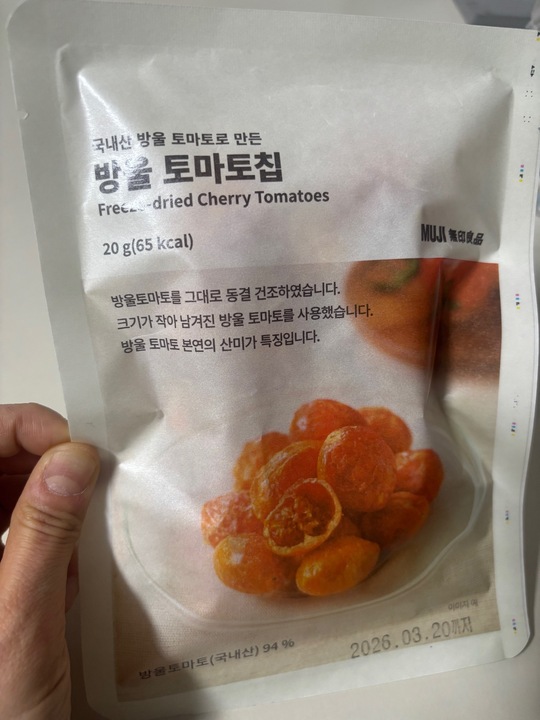 국내산 방울 토마토로 만든
방울 토마토칩
Freeze-dried Cherry Tomatoes
20 g(65 kcal)
MUJI 無印良品
방울토마토를 그대로 동결 건조하였습니다.
크기가 작아 남겨진 방울 토마토를 사용했습니다.
방울 토마토 본연의 산미가 특징입니다.
방울토마토(국내산) 94 %
2026.03.20까지